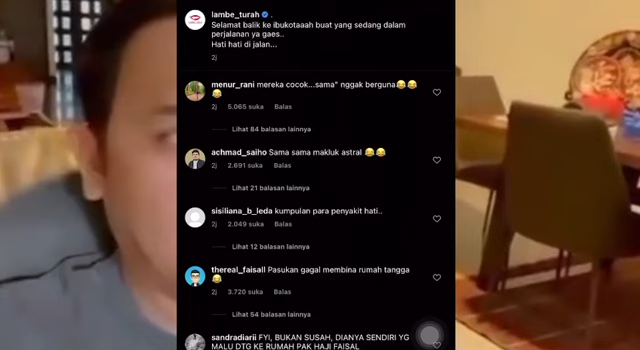 lambe_turah .
Selamat balik ke ibukotaaah buat yang sedang dalam
perjalanan ya gaes..
Hati hati di jalan...
2j
menur_rani mereka cocok...sama" nggak berguna😂😂
😂
2j 5.065 suka Balas
Lihat 84 balasan lainnya
achmad_saiho Sama sama makluk astral 😂😂
2j 2.691 suka Balas
Lihat 21 balasan lainnya
sisiliana_b_leda kumpulan para penyakit hati..
2j 2.049 suka Balas
Lihat 12 balasan lainnya
thereal_faisall Pasukan gagal membina rumah tangga
😂
2j 3.720 suka Balas
Lihat 54 balasan lainnya
sandradiarii FYI, BUKAN SUSAH, DIANYA SENDIRI YG
MALU DTG KE RUMAH PAK HAJI FAISAL